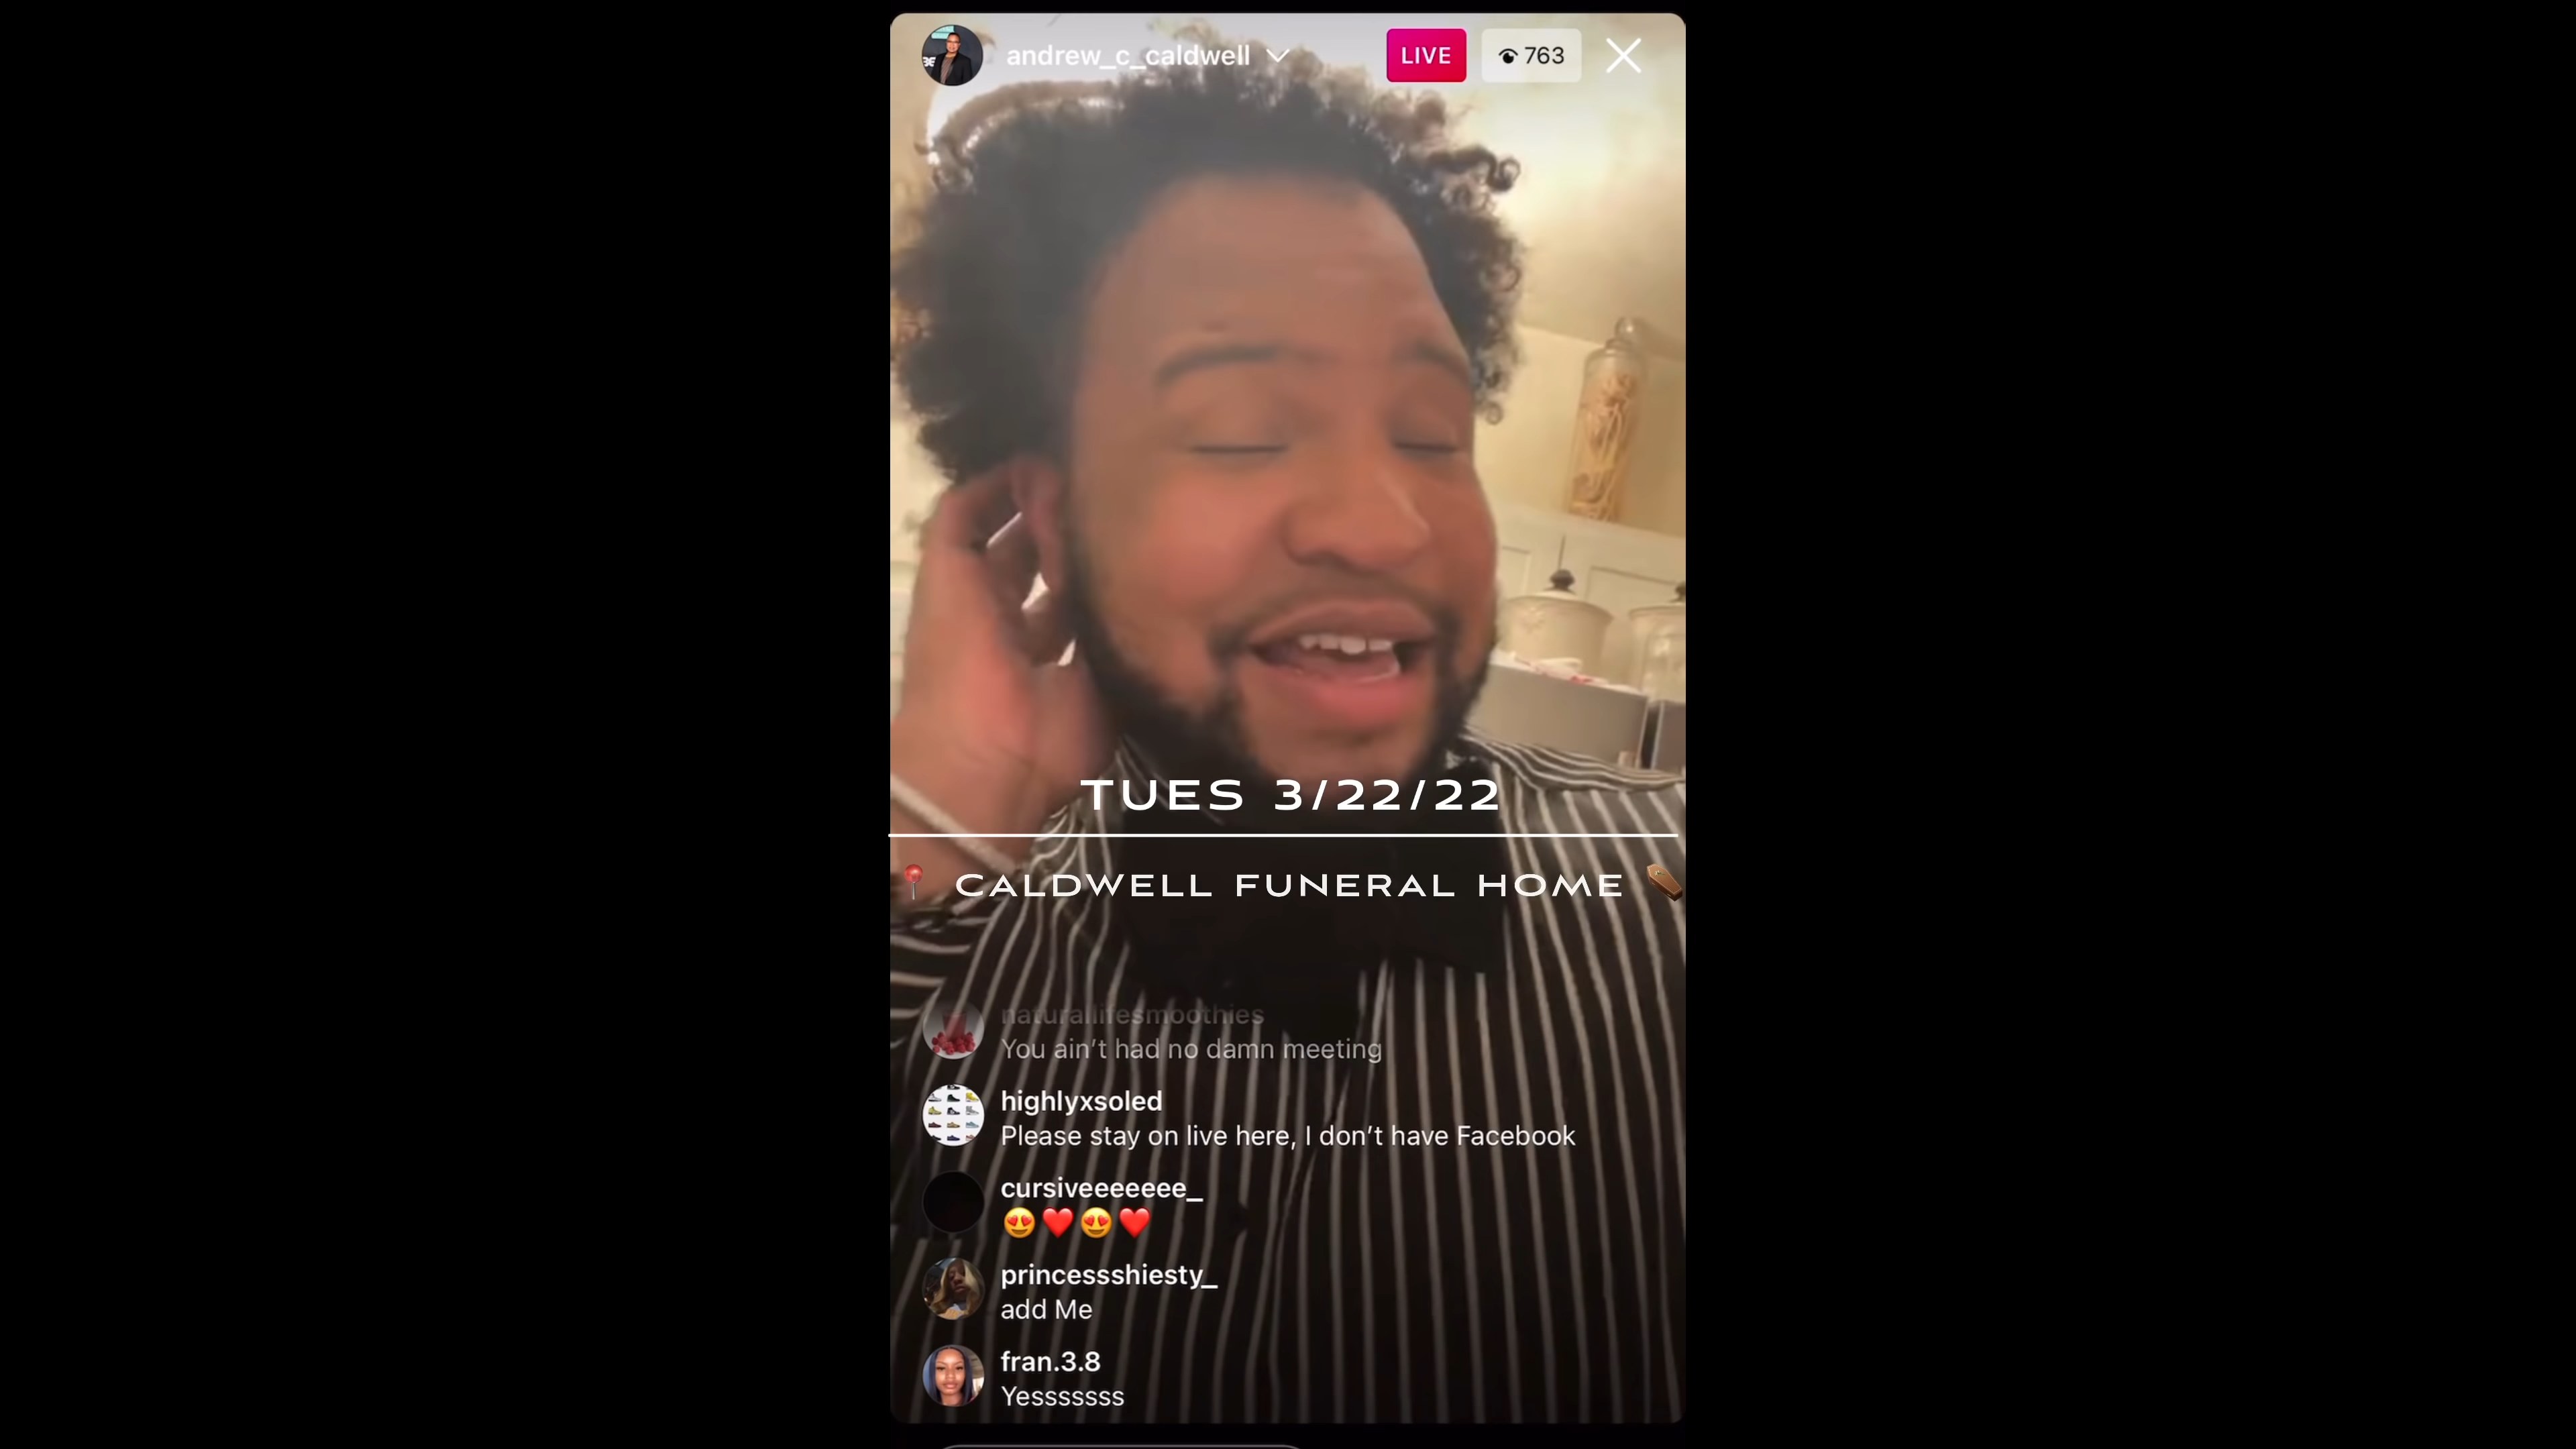 andrew_c_caldwell
LIVE
763
TUES 3/22/22
CALDWELL FUNERAL HOME
naturallifesmoothies
You ain’t had no damn meeting
highlyxsoled
Please stay on live here, I don’t have Facebook
cursiveeeeeee_
😍❤️😍❤️
princessshiesty_
add Me
fran.3.8
Yesssssss